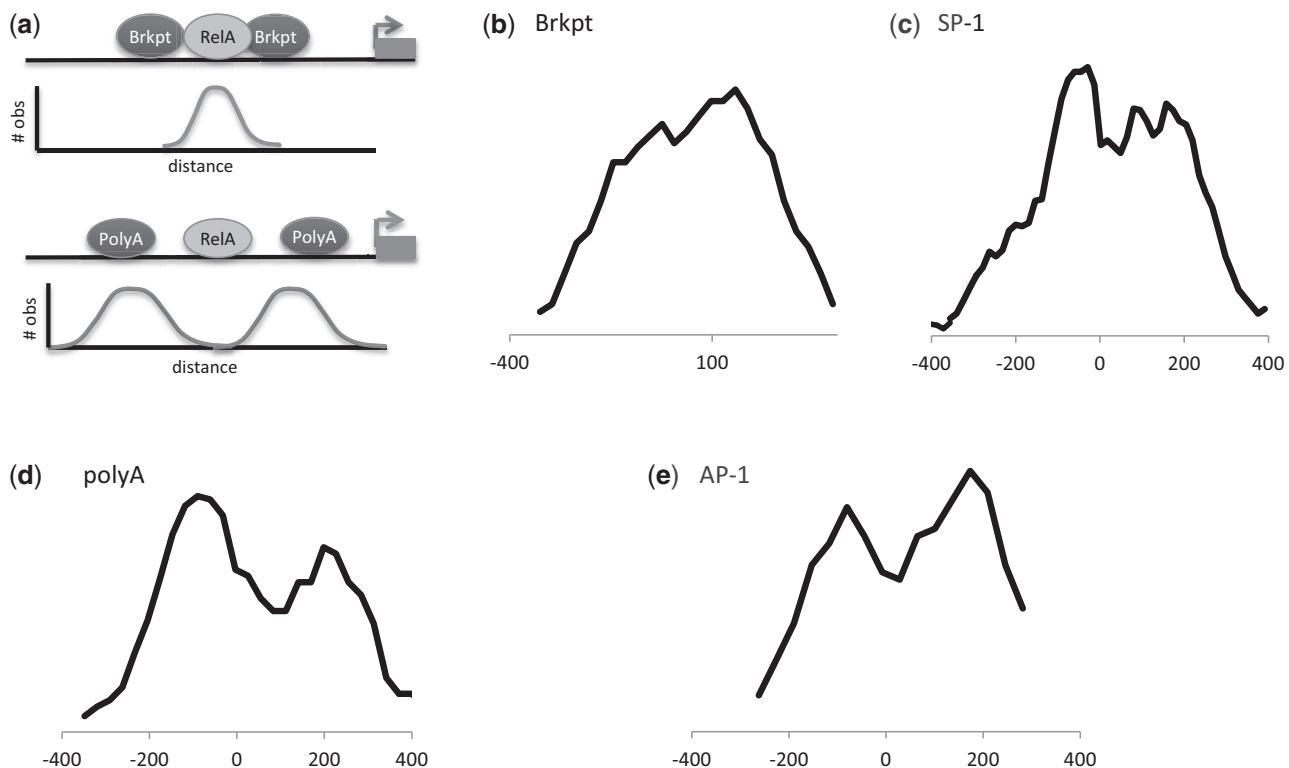 (a)
Brkpt RelA Brkpt
# obs
distance
PolyA RelA PolyA
# obs
distance
(b) Brkpt
-400 100
(c) SP-1
-400 -200 0 200 400
(d) polyA
-400 -200 0 200 400
(e) AP-1
-400 -200 0 200 400